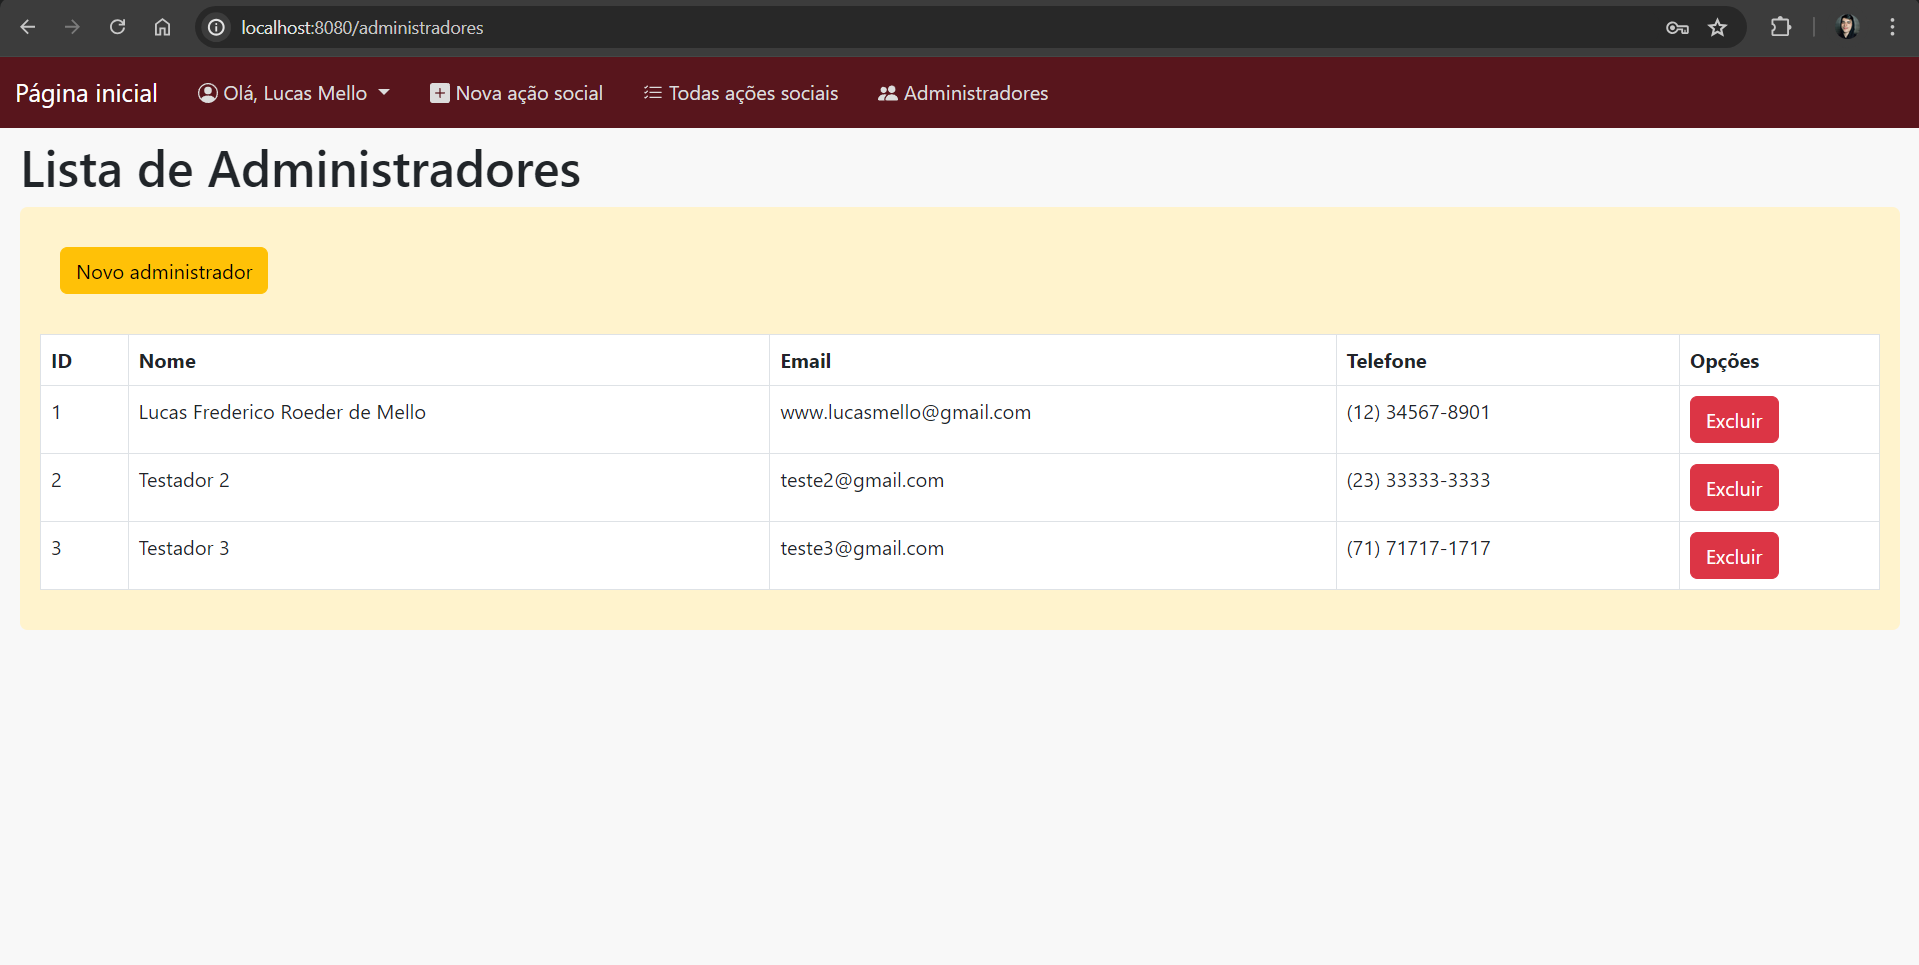 localhost:8080/administradores
Página inicial Olá, Lucas Mello Nova ação social Todas ações sociais Administradores
Lista de Administradores
Novo administrador
ID Nome Email Telefone Opções
1 Lucas Frederico Roeder de Mello www.lucasmello@gmail.com (12) 34567-8901 Excluir
2 Testador 2 teste2@gmail.com (23) 33333-3333 Excluir
3 Testador 3 teste3@gmail.com (71) 71717-1717 Excluir